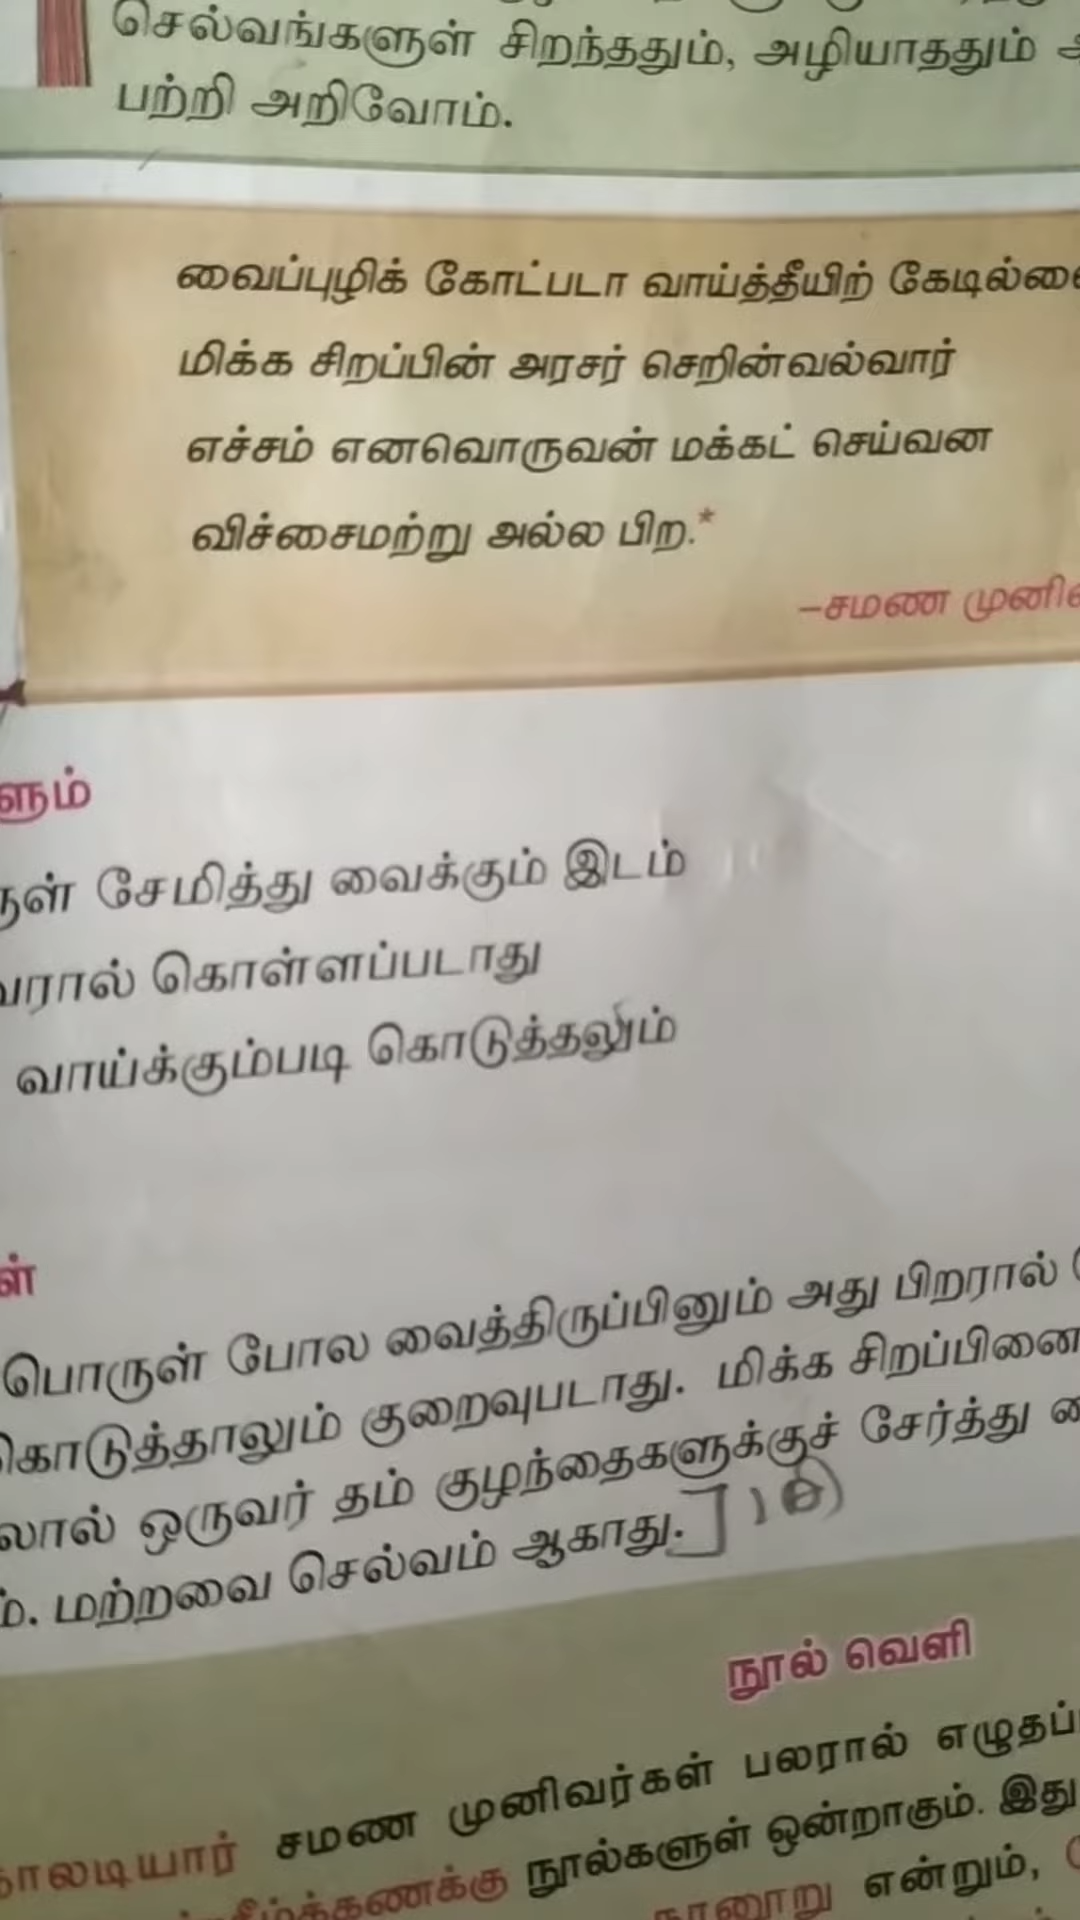 செல்வங்களுள் சிறந்ததும், அழியாததும்
பற்றி அறிவோம்.
வைப்புழிக் கோட்படா வாய்த்தீயிற் கேடில்லை
மிக்க சிறப்பின் அரசர் செறின்வவ்வார்
எச்சம் எனவொருவன் மக்கட் செய்வன
விச்சைமற்று அல்ல பிற.*
–சமண
சேமித்து வைக்கும் இடம்
கொள்ளப்படாது
வாய்க்கும்படி கொடுத்தலும்
பொருள் போல வைத்திருப்பினும் அது பிறரால்
கொடுத்தாலும் குறைவுபடாது. மிக்க சிறப்பினை
ஒருவர் தம் குழந்தைகளுக்குச் சேர்த்து
மற்றவை செல்வம் ஆகாது.
நூல் வெளி
சமண முனிவர்கள் பலரால்
நூல்களுள் ஒன்றாகும். இது
என்றும்,